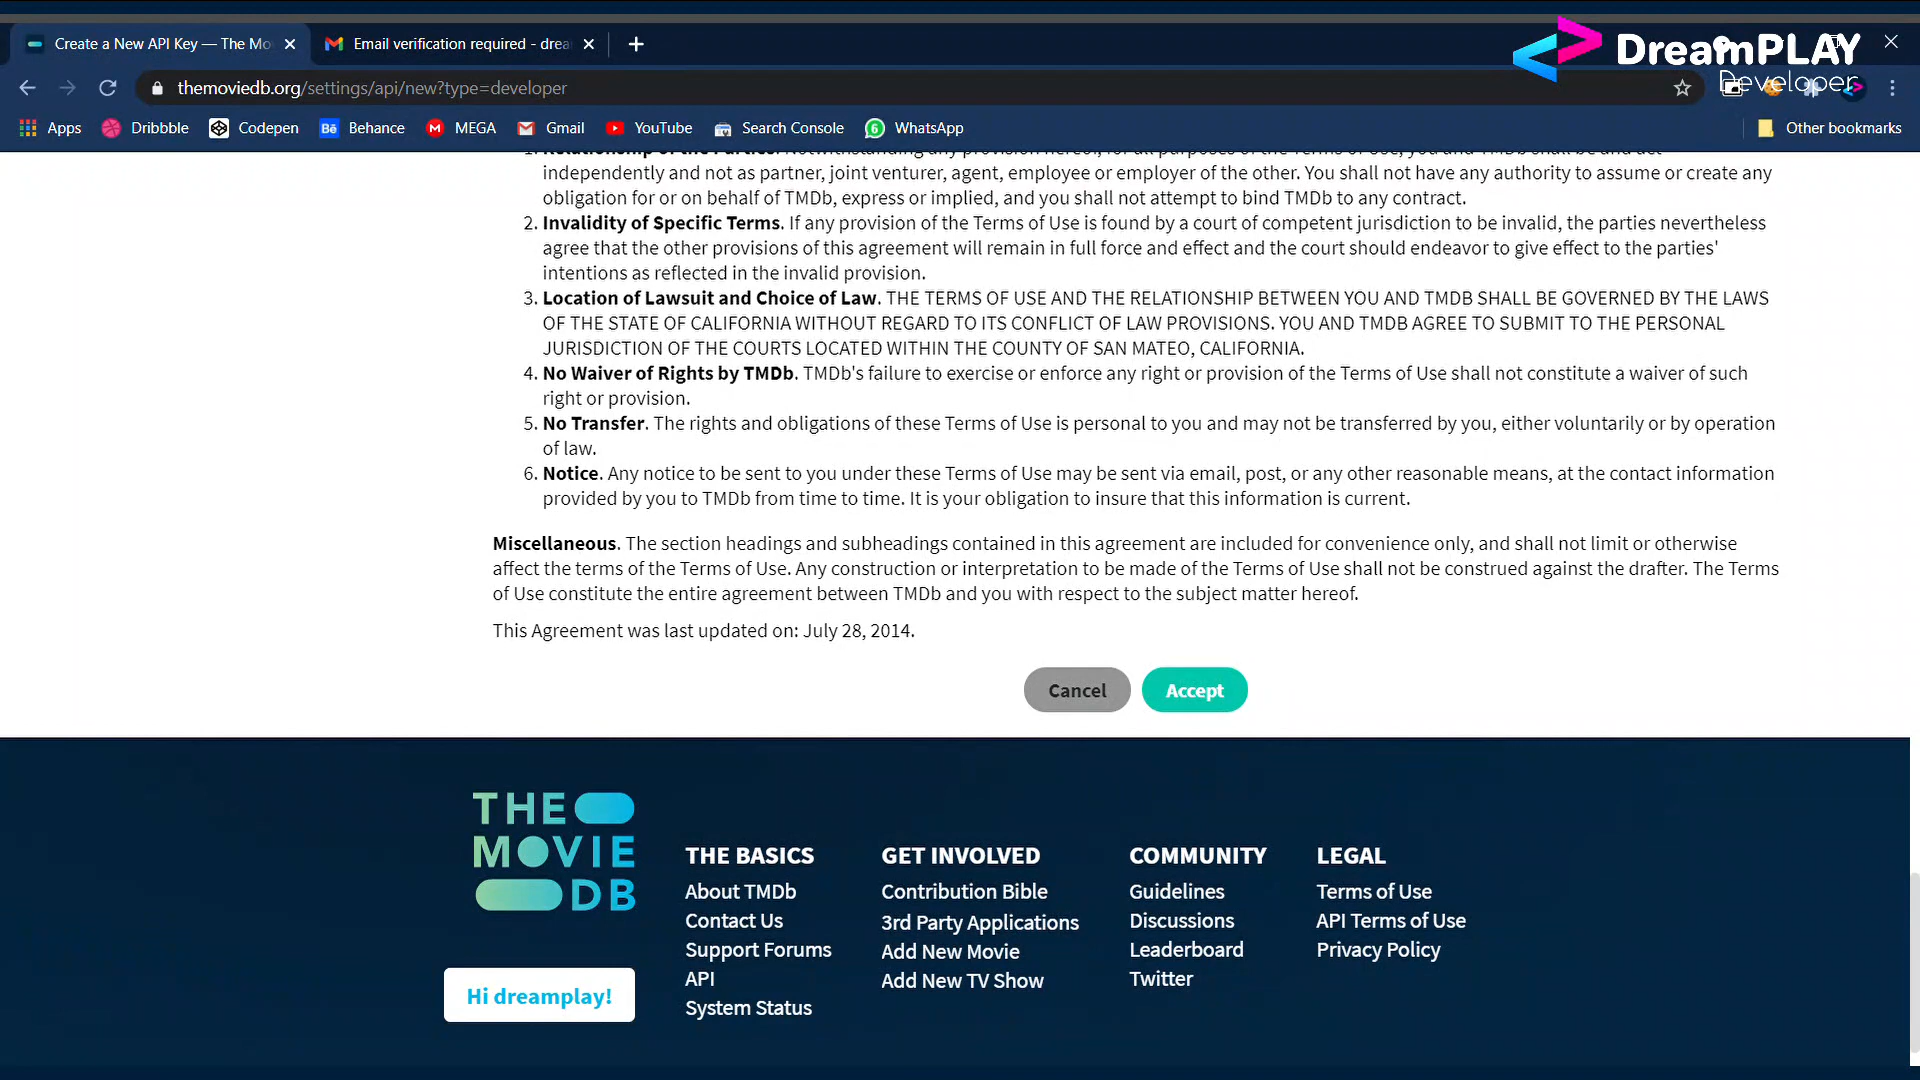 Create a New API Key — The Mo
Email verification required - drea
DreamPLAY
Developer
themoviedb.org/settings/api/new?type=developer
Apps
Dribbble
Codepen
Behance
MEGA
Gmail
YouTube
Search Console
WhatsApp
Other bookmarks
1. Relationship of the Parties. Notwithstanding any provision hereof, for all purposes of the Terms of Use, you and TMDb shall be and act
independently and not as partner, joint venturer, agent, employee or employer of the other. You shall not have any authority to assume or create any
obligation for or on behalf of TMDb, express or implied, and you shall not attempt to bind TMDb to any contract.
2. Invalidity of Specific Terms. If any provision of the Terms of Use is found by a court of competent jurisdiction to be invalid, the parties nevertheless
agree that the other provisions of this agreement will remain in full force and effect and the court should endeavor to give effect to the parties'
intentions as reflected in the invalid provision.
3. Location of Lawsuit and Choice of Law. THE TERMS OF USE AND THE RELATIONSHIP BETWEEN YOU AND TMDB SHALL BE GOVERNED BY THE LAWS
OF THE STATE OF CALIFORNIA WITHOUT REGARD TO ITS CONFLICT OF LAW PROVISIONS. YOU AND TMDB AGREE TO SUBMIT TO THE PERSONAL
JURISDICTION OF THE COURTS LOCATED WITHIN THE COUNTY OF SAN MATEO, CALIFORNIA.
4. No Waiver of Rights by TMDb. TMDb's failure to exercise or enforce any right or provision of the Terms of Use shall not constitute a waiver of such
right or provision.
5. No Transfer. The rights and obligations of these Terms of Use is personal to you and may not be transferred by you, either voluntarily or by operation
of law.
6. Notice. Any notice to be sent to you under these Terms of Use may be sent via email, post, or any other reasonable means, at the contact information
provided by you to TMDb from time to time. It is your obligation to insure that this information is current.
Miscellaneous. The section headings and subheadings contained in this agreement are included for convenience only, and shall not limit or otherwise
affect the terms of the Terms of Use. Any construction or interpretation to be made of the Terms of Use shall not be construed against the drafter. The Terms
of Use constitute the entire agreement between TMDb and you with respect to the subject matter hereof.
This Agreement was last updated on: July 28, 2014.
Cancel
Accept
THE
MOVIE
DB
Hi dreamplay!
THE BASICS
About TMDb
Contact Us
Support Forums
API
System Status
GET INVOLVED
Contribution Bible
3rd Party Applications
Add New Movie
Add New TV Show
COMMUNITY
Guidelines
Discussions
Leaderboard
Twitter
LEGAL
Terms of Use
API Terms of Use
Privacy Policy